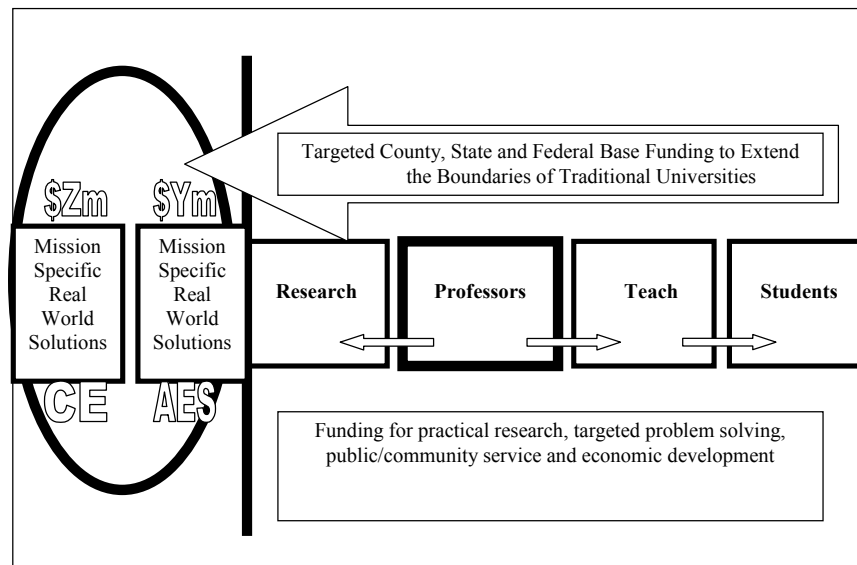 Targeted County, State and Federal Base Funding to Extend
the Boundaries of Traditional Universities
$Zm
$Ym
Mission
Specific
Real
World
Solutions
Mission
Specific
Real
World
Solutions
Research
Professors
Teach
Students
CE
AES
Funding for practical research, targeted problem solving,
public/community service and economic development